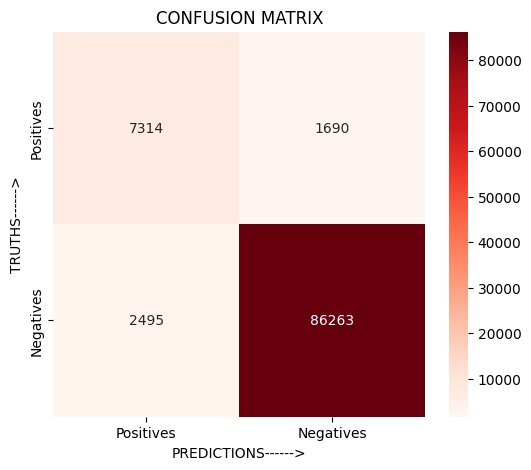 CONFUSION MATRIX
TRUTHS------>
Positives
Negatives
7314
1690
2495
86263
Positives
Negatives
PREDICTIONS------>
80000
70000
60000
50000
40000
30000
20000
10000